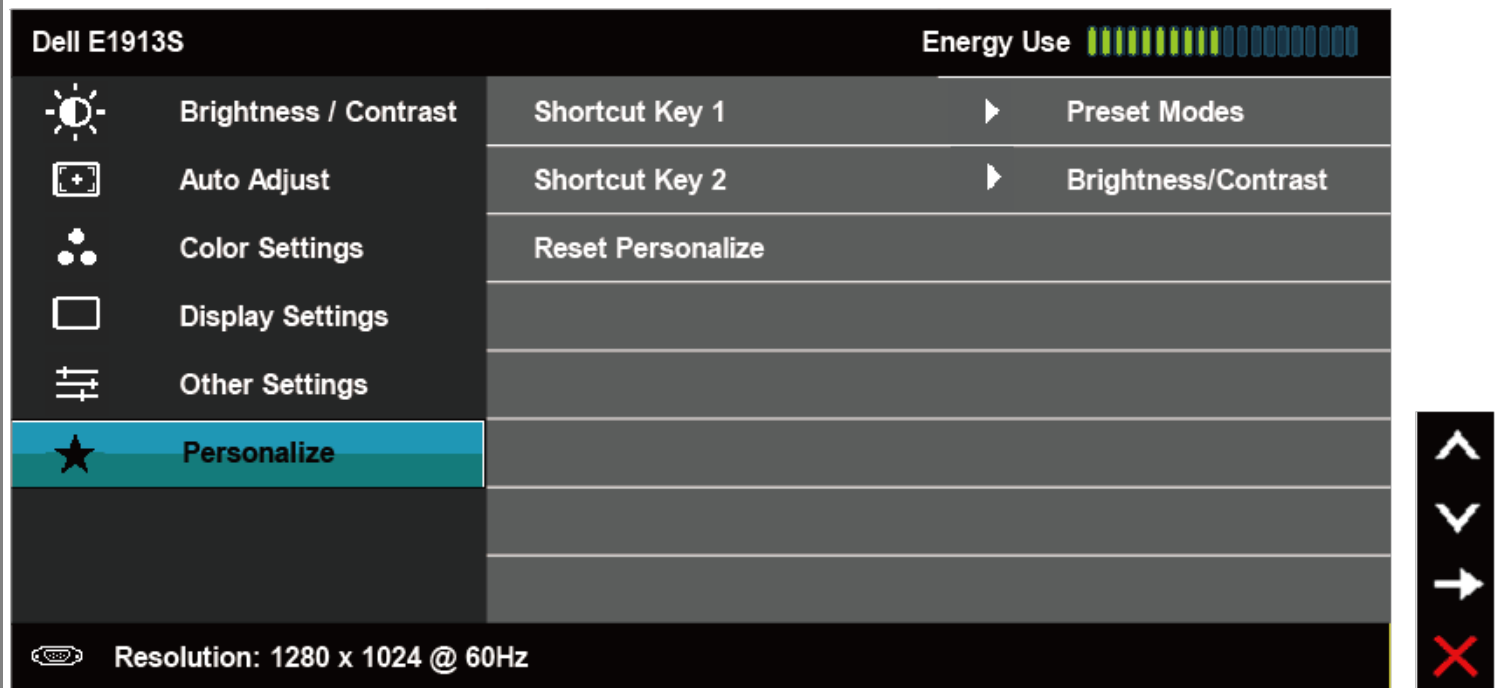 Dell E1913S Energy Use
Brightness / Contrast Shortcut Key 1 Preset Modes
Auto Adjust Shortcut Key 2 Brightness/Contrast
Color Settings Reset Personalize
Display Settings
Other Settings
Personalize
Resolution: 1280 x 1024 @ 60Hz